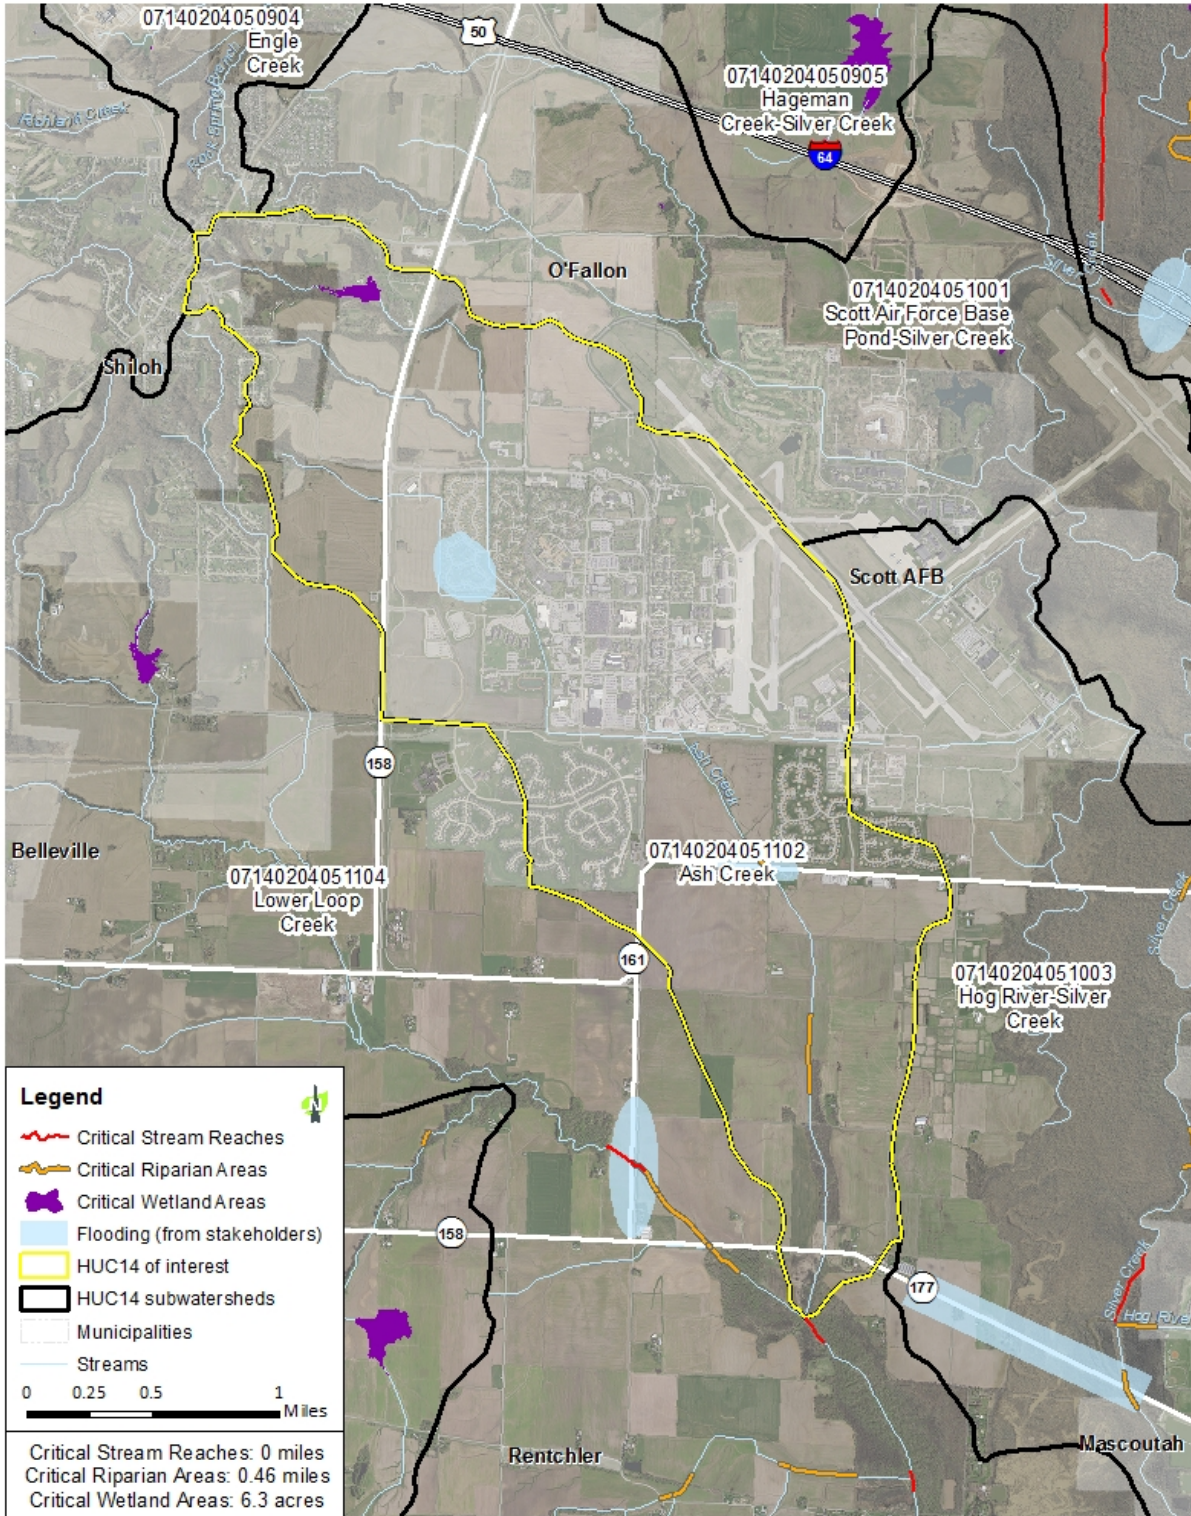 07140204050904
Engle
Creek
50
07140204050905
Hageman
Creek-Silver Creek
64
Richland Creek
Silver Creek
O'Fallon
07140204051001
Scott Air Force Base
Pond-Silver Creek
Shiloh
Scott AFB
158
Ash Creek
Belleville
07140204051102
Ash Creek
07140204051104
Lower Loop
Creek
Silver Creek
161
07140204051003
Hog River-Silver
Creek
158
177
Silver Creek
Hog River
Rentchler
Mascoutah
Legend
N
Critical Stream Reaches
Critical Riparian Areas
Critical Wetland Areas
Flooding (from stakeholders)
HUC14 of interest
HUC14 subwatersheds
Municipalities
Streams
0 0.25 0.5 1
Miles
Critical Stream Reaches: 0 miles
Critical Riparian Areas: 0.46 miles
Critical Wetland Areas: 6.3 acres